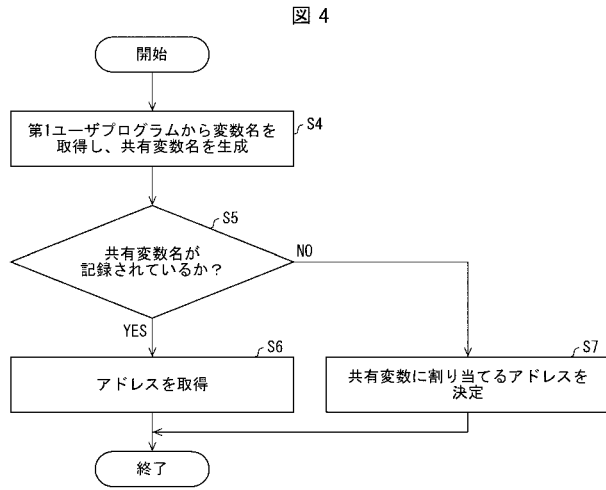 図 4
開始
第1ユーザプログラムから変数名を
取得し、共有変数名を生成
S4
S5
共有変数名が
記録されているか？
NO
YES
S6
アドレスを取得
S7
共有変数に割り当てるアドレスを
決定
終了